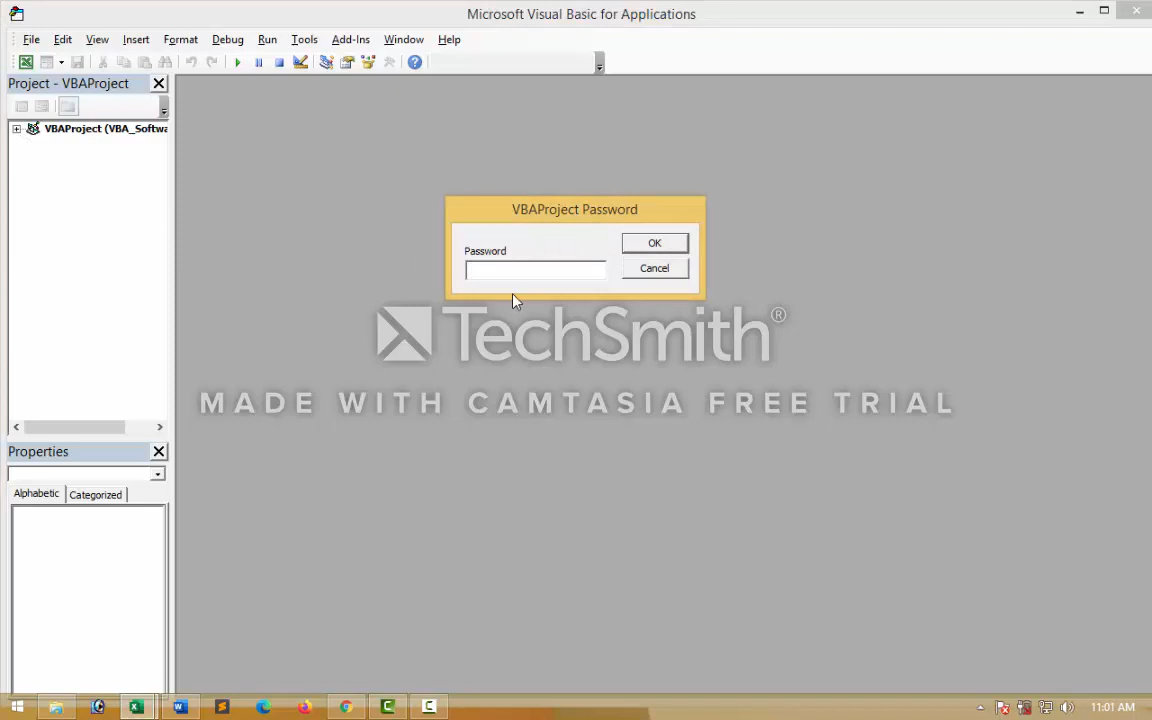 Microsoft Visual Basic for Applications
File Edit View Insert Format Debug Run Tools Add-Ins Window Help
Project - VBAProject
VBAProject (VBA_Softwa
VBAProject Password
Password
OK
Cancel
TechSmith®
MADE WITH CAMTASIA FREE TRIAL
Properties
Alphabetic Categorized
11:01 AM